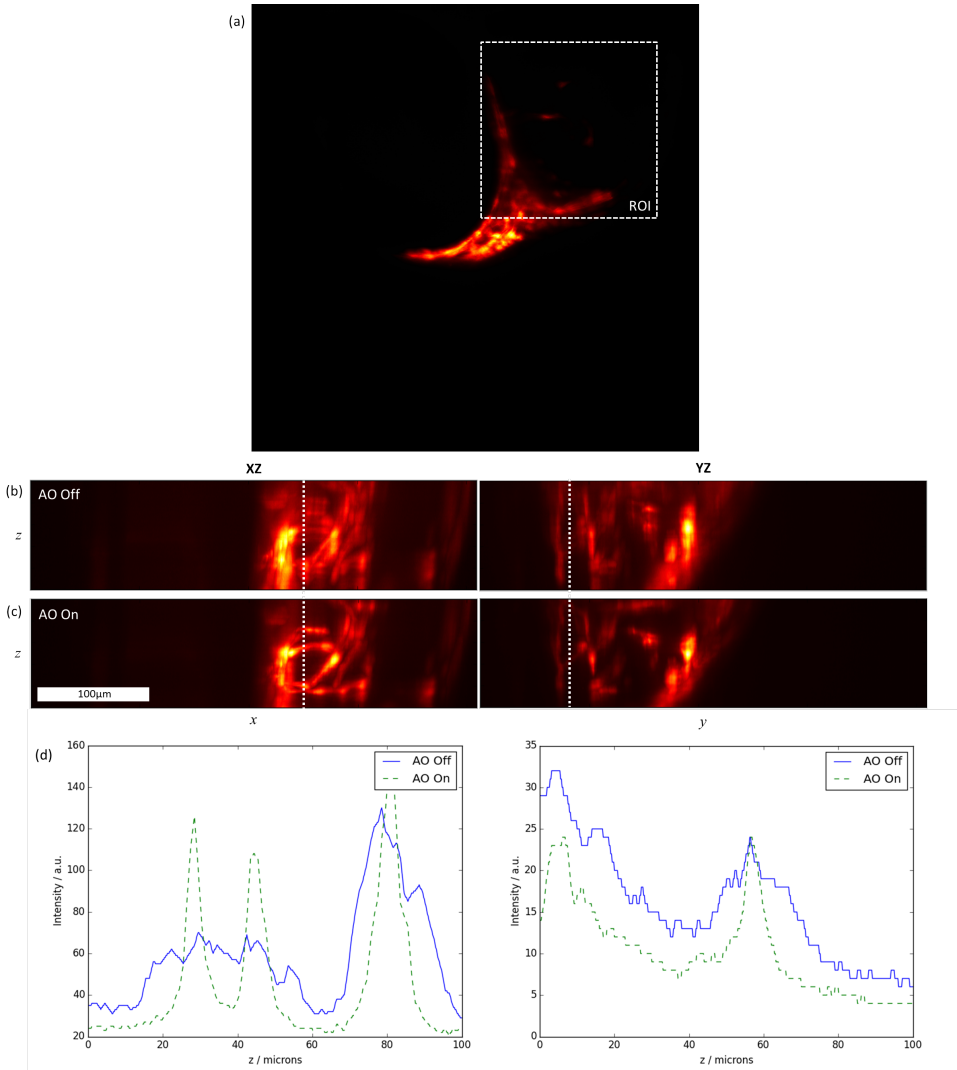 (a)
ROI
XZ
YZ
(b)
AO Off
z
(c)
AO On
z
100µm
x
y
(d)
160
140
120
100
80
60
40
20
Intensity / a.u.
0
20
40
60
80
100
z / microns
AO Off
AO On
35
30
25
20
15
10
5
0
Intensity / a.u.
0
20
40
60
80
100
z / microns
AO Off
AO On